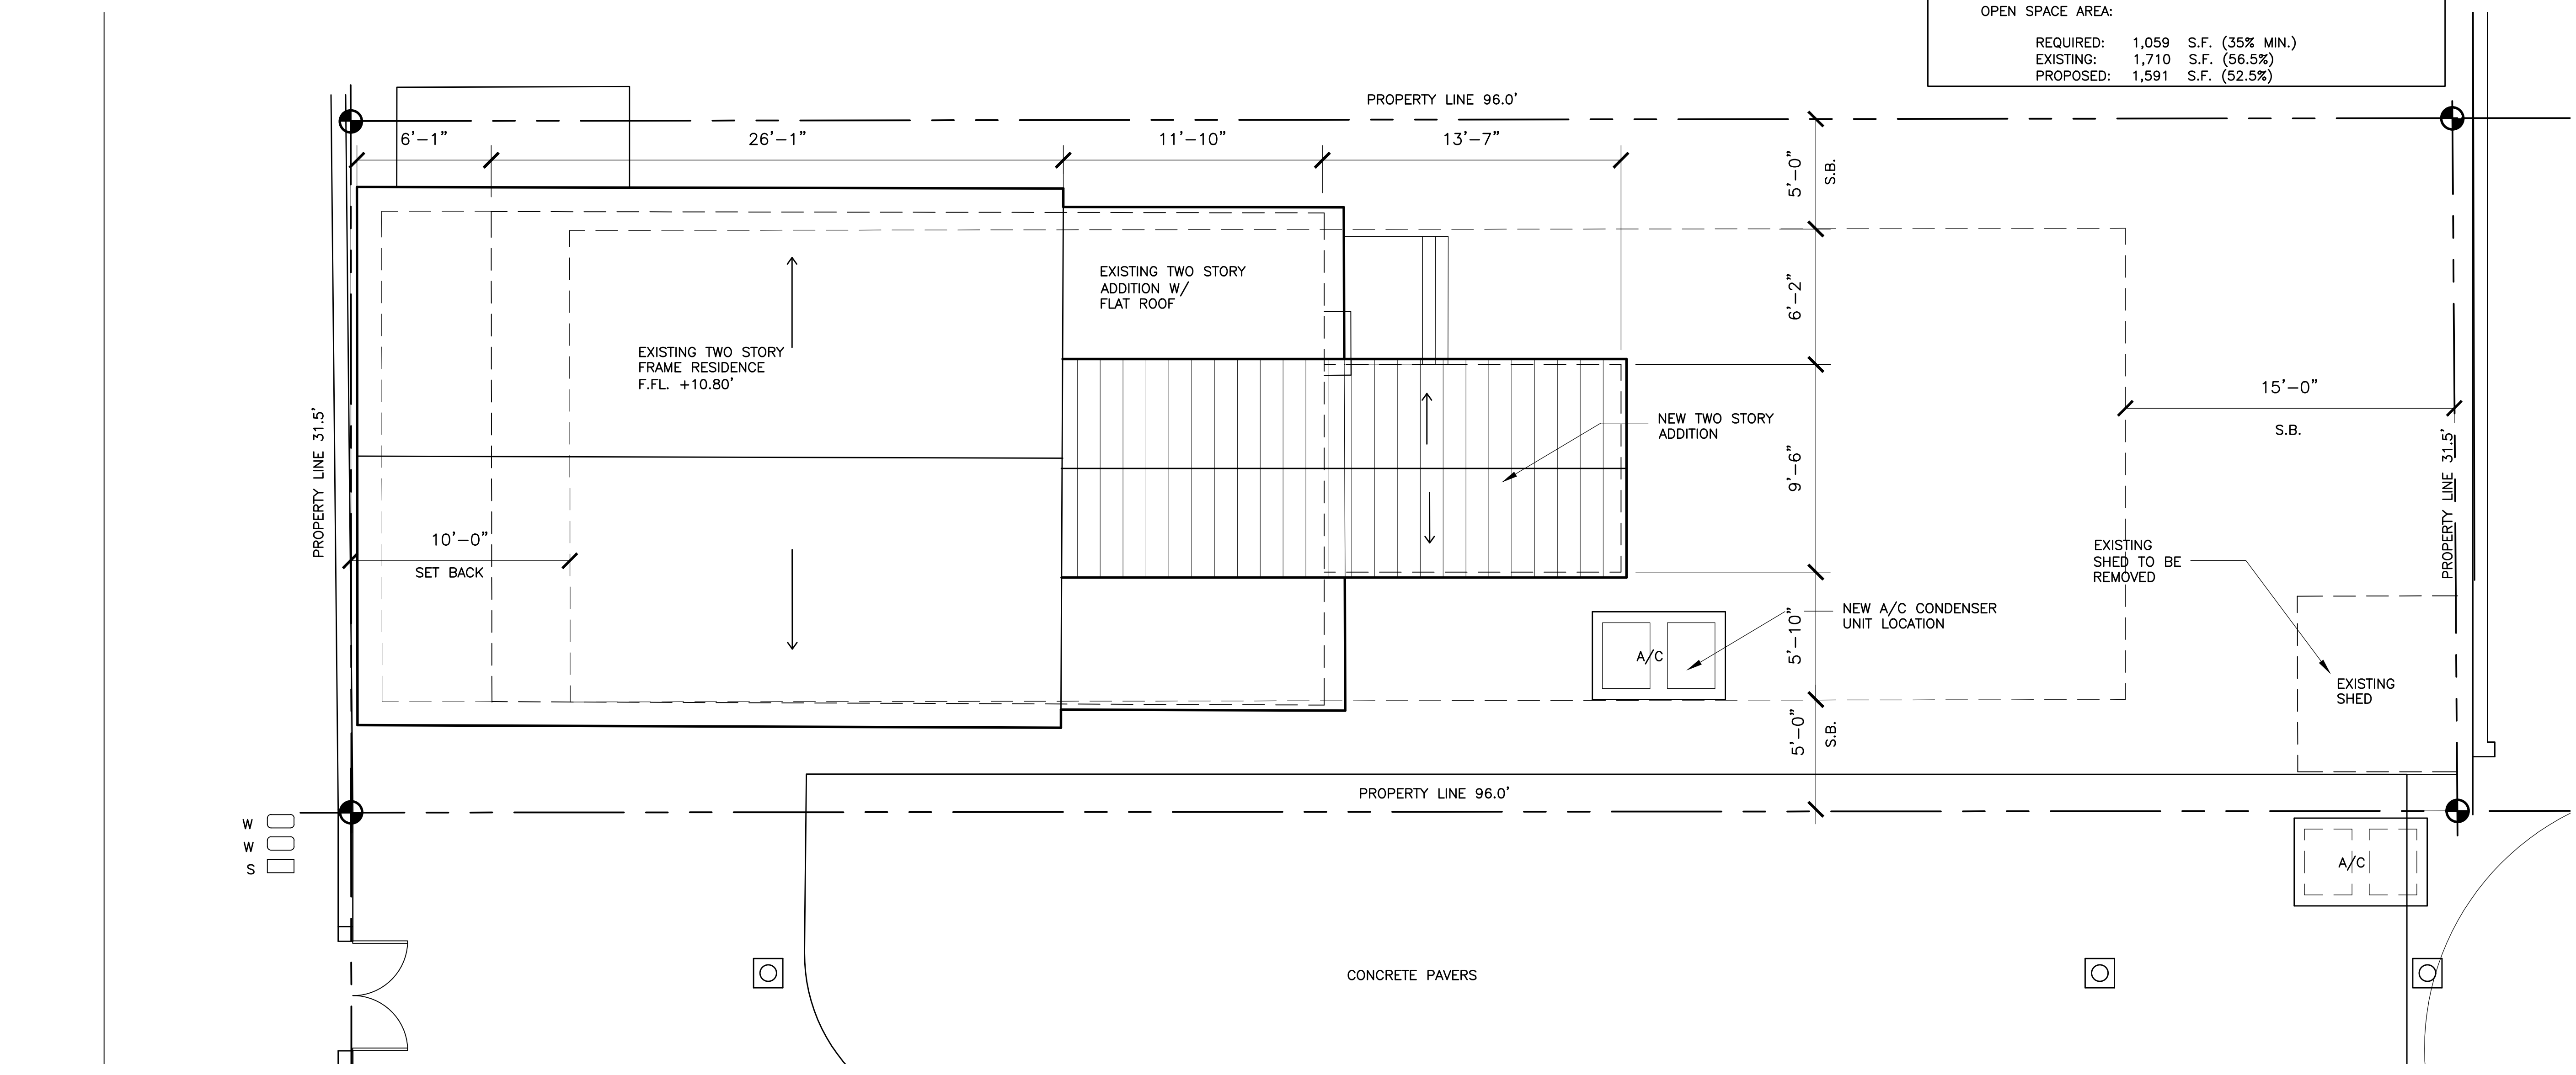 OPEN SPACE AREA:
REQUIRED: 1,059 S.F. (35% MIN.)
EXISTING: 1,710 S.F. (56.5%)
PROPOSED: 1,591 S.F. (52.5%)
PROPERTY LINE 96.0'
6'-1"
26'-1"
11'-10"
13'-7"
5'-0"
S.B.
EXISTING TWO STORY
ADDITION W/
FLAT ROOF
6'-2"
EXISTING TWO STORY
FRAME RESIDENCE
F.FL. +10.80'
15'-0"
S.B.
NEW TWO STORY
ADDITION
PROPERTY LINE 31.5'
9'-6"
PROPERTY LINE 31.5'
10'-0"
SET BACK
EXISTING
SHED TO BE
REMOVED
NEW A/C CONDENSER
UNIT LOCATION
5'-10"
A/C
EXISTING
SHED
5'-0"
S.B.
PROPERTY LINE 96.0'
W
W
S
A/C
CONCRETE PAVERS